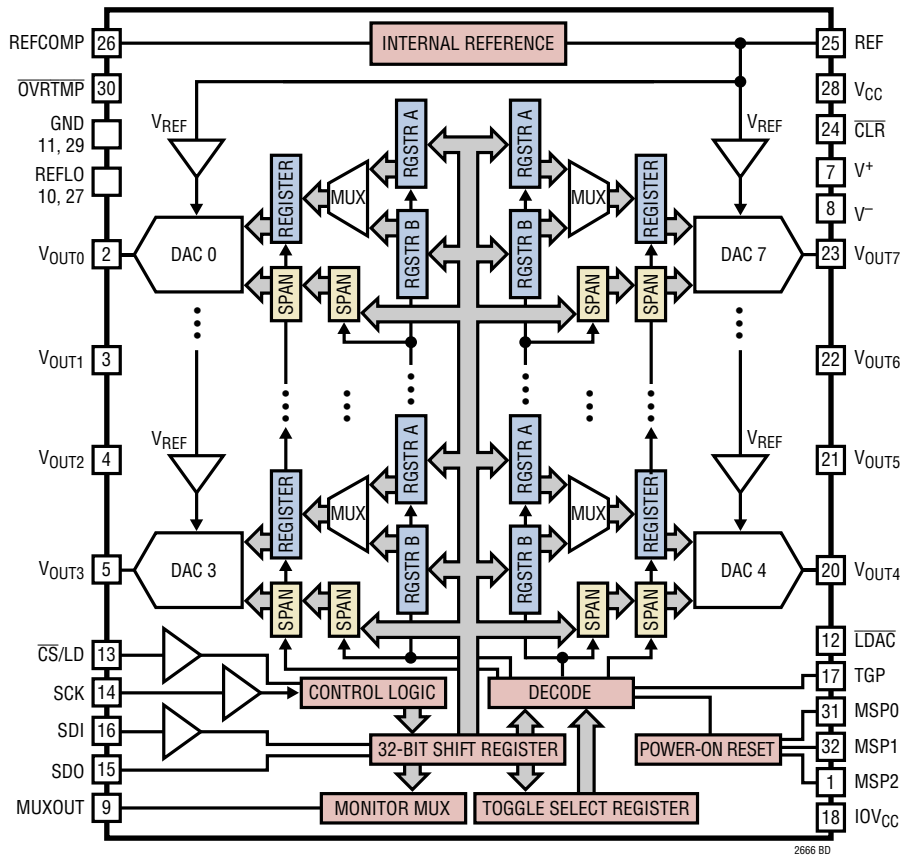 REFCOMP 26 INTERNAL REFERENCE 25 REF
OVRTMP 30 28 VCC
GND
11, 29
VREF VREF
24 CLR
REFLO
10, 27
7 V+
8 V–
REGISTER MUX RGSTR A RGSTR A MUX REGISTER
RGSTR B RGSTR B
VOUT0 2 DAC 0 DAC 7 23 VOUT7
SPAN SPAN SPAN SPAN
VOUT1 3 22 VOUT6
VOUT2 4 VREF VREF 21 VOUT5
REGISTER MUX RGSTR A RGSTR A MUX REGISTER
RGSTR B RGSTR B
VOUT3 5 DAC 3 DAC 4 20 VOUT4
SPAN SPAN SPAN SPAN
CS/LD 13 12 LDAC
SCK 14 CONTROL LOGIC DECODE 17 TGP
SDI 16 31 MSP0
32-BIT SHIFT REGISTER POWER-ON RESET 32 MSP1
SDO 15 1 MSP2
MUXOUT 9 MONITOR MUX TOGGLE SELECT REGISTER 18 IOVCC
2666 BD